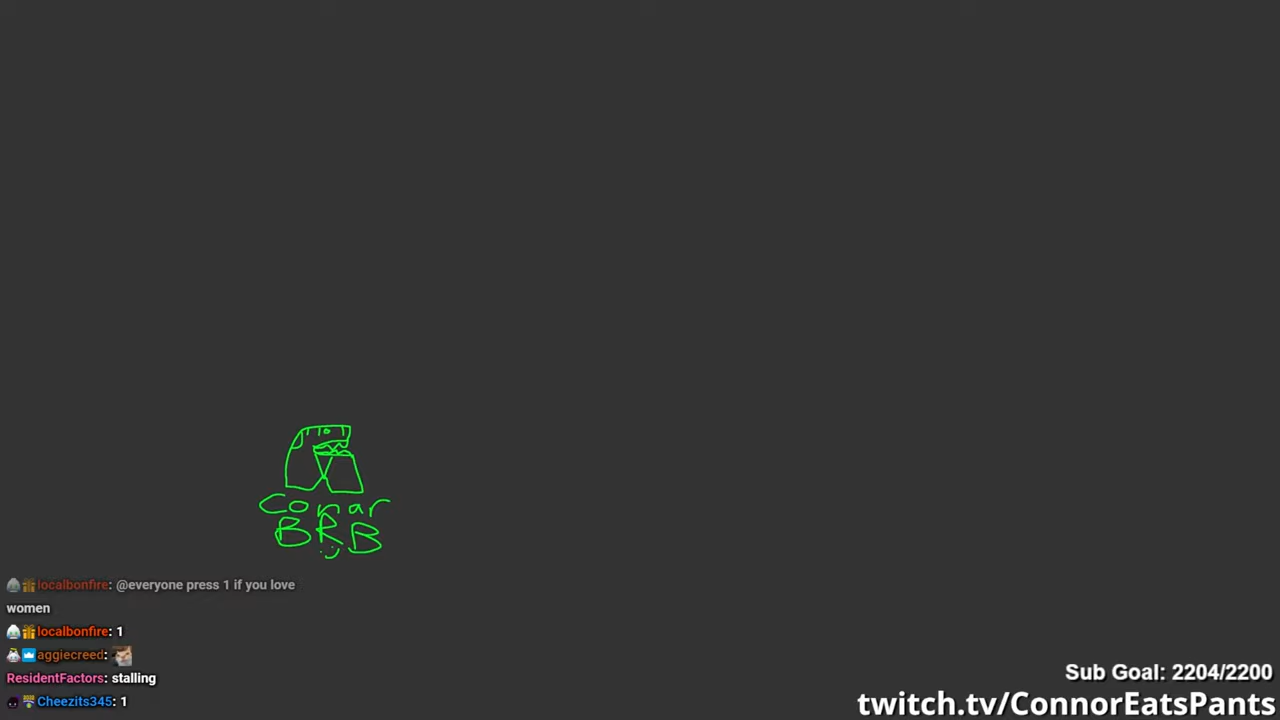 Conar
BRB
:)
localbonfire: @everyone press 1 if you love
women
localbonfire: 1
aggiecreed:
ResidentFactors: stalling
Cheezits345: 1
Sub Goal: 2204/2200
twitch.tv/ConnorEatsPants